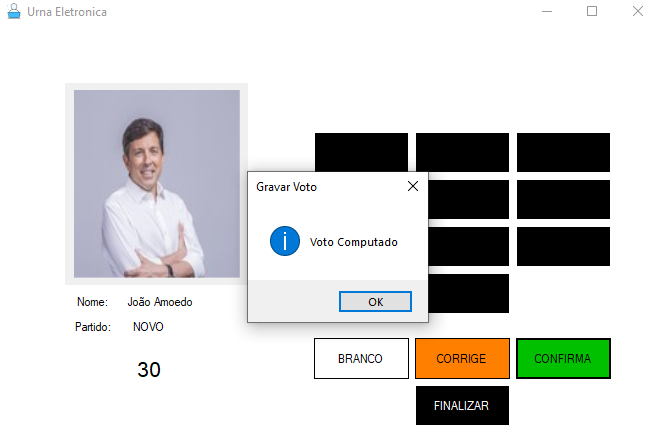 Urna Eletronica
Gravar Voto
Voto Computado
OK
Nome: João Amoedo
Partido: NOVO
30
BRANCO
CORRIGE
CONFIRMA
FINALIZAR